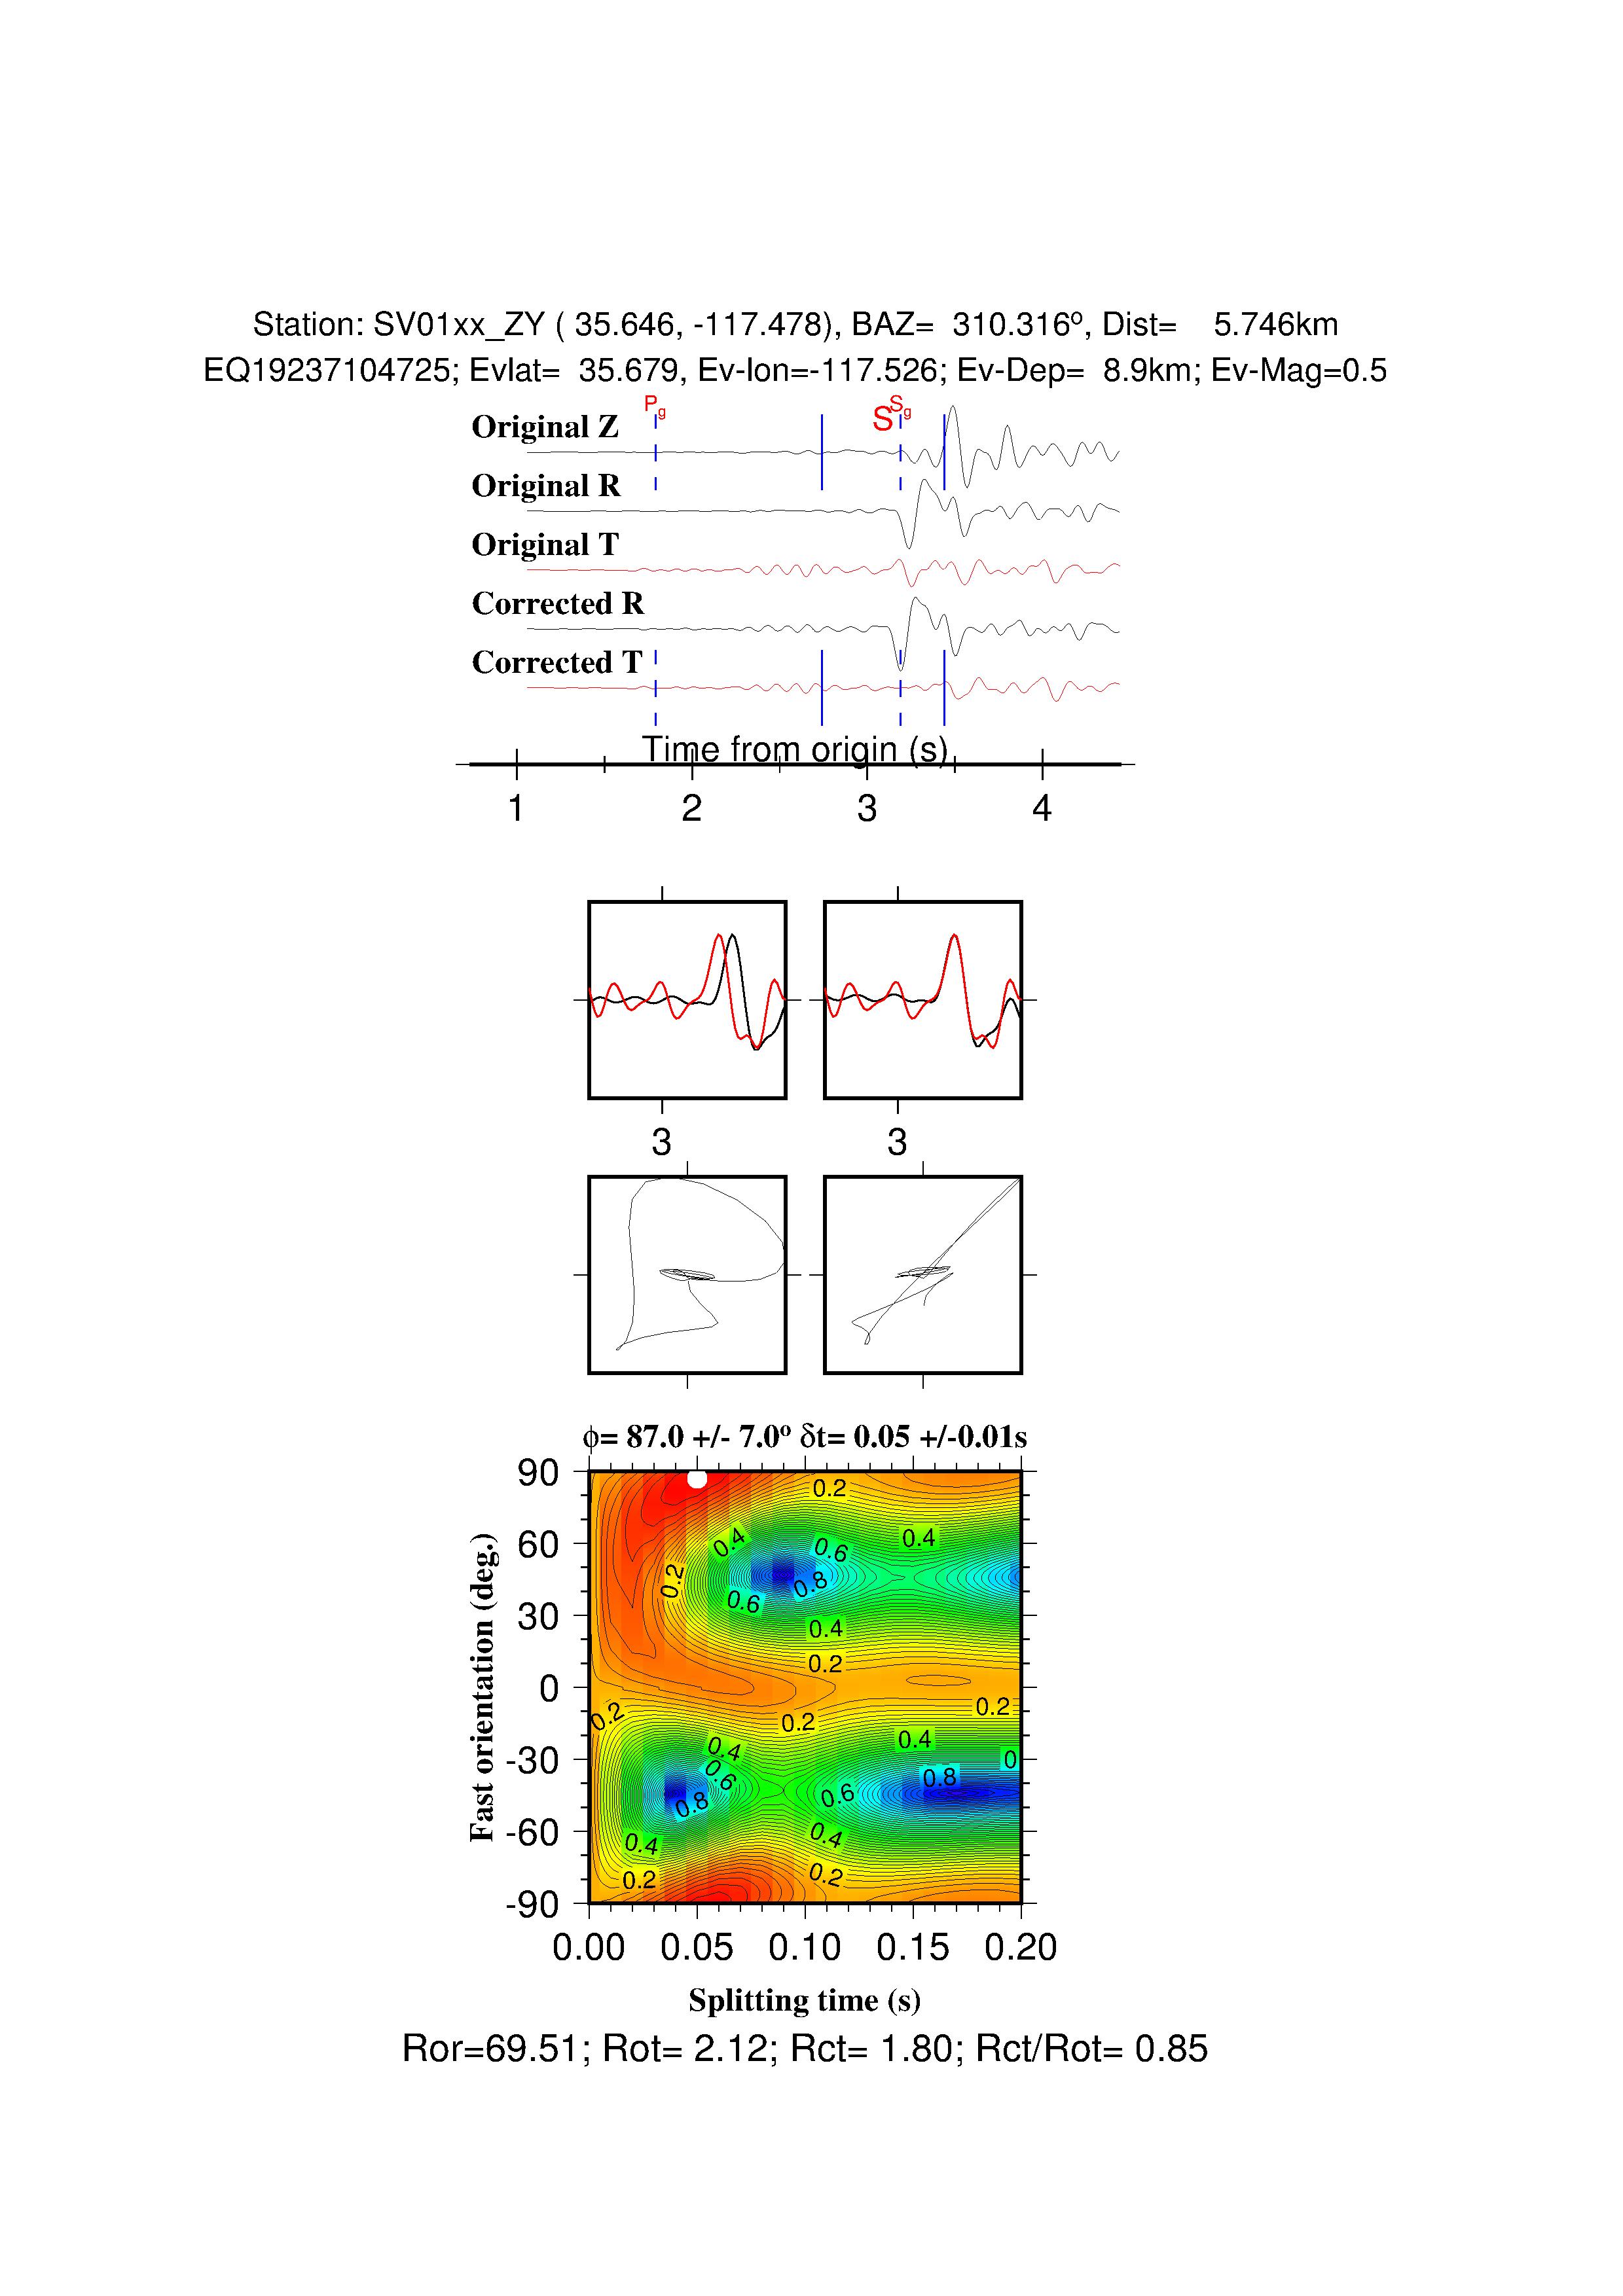 Station: SV01xx_ZY ( 35.646, -117.478), BAZ= 310.316º, Dist= 5.746km
EQ19237104725; Evlat= 35.679, Ev-lon=-117.526; Ev-Dep= 8.9km; Ev-Mag=0.5
Pg S Sg
Original Z
Original R
Original T
Corrected R
Corrected T
Time from origin (s)
1 2 3 4
3 3
ϕ= 87.0 +/- 7.0º δt= 0.05 +/-0.01s
90
60
30
0
-30
-60
-90
Fast orientation (deg.)
0.2
0.4 0.6 0.4
0.2 0.8
0.6
0.4
0.2
0.2 0.2 0.2
0.4 0.4 0
0.6 0.8
0.8 0.6
0.4 0.4
0.2 0.2
0.00 0.05 0.10 0.15 0.20
Splitting time (s)
Ror=69.51; Rot= 2.12; Rct= 1.80; Rct/Rot= 0.85